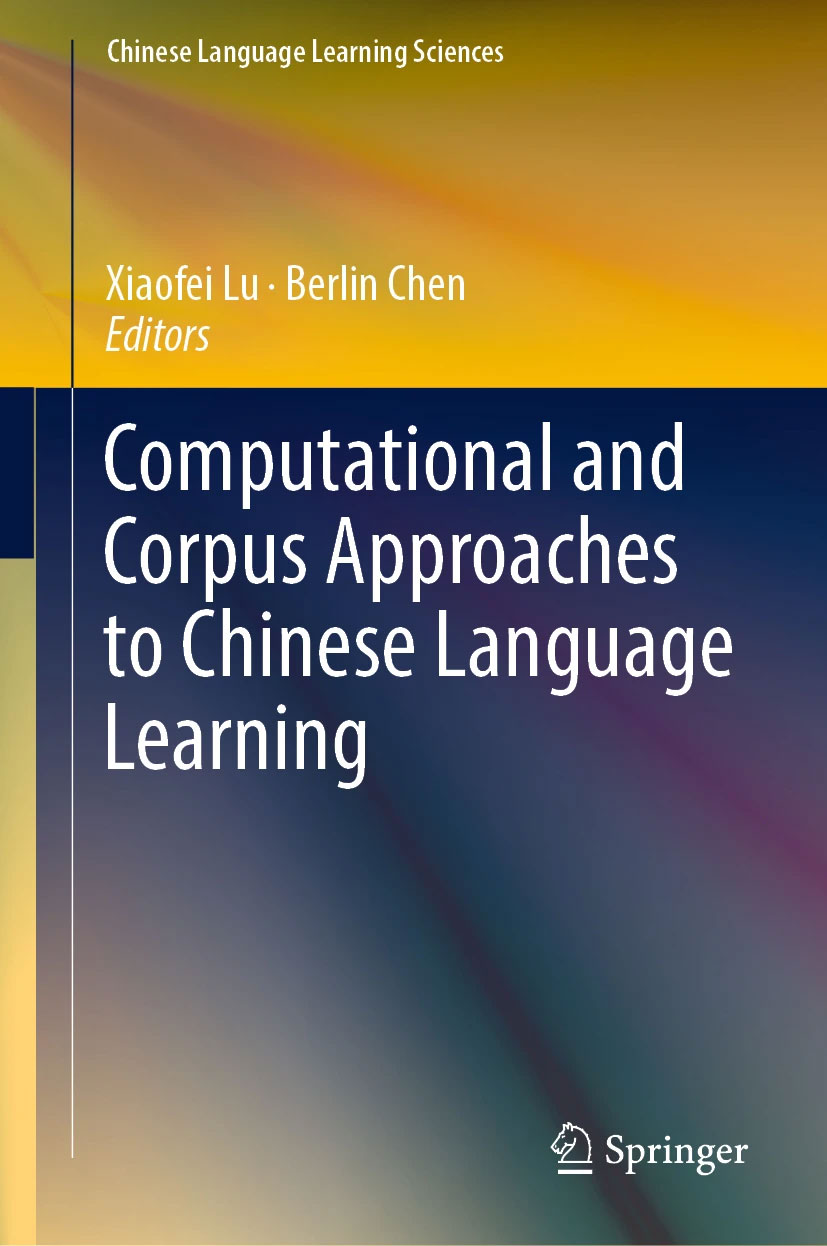 Chinese Language Learning Sciences
Xiaofei Lu · Berlin Chen
Editors
Computational and
Corpus Approaches
to Chinese Language
Learning
Springer